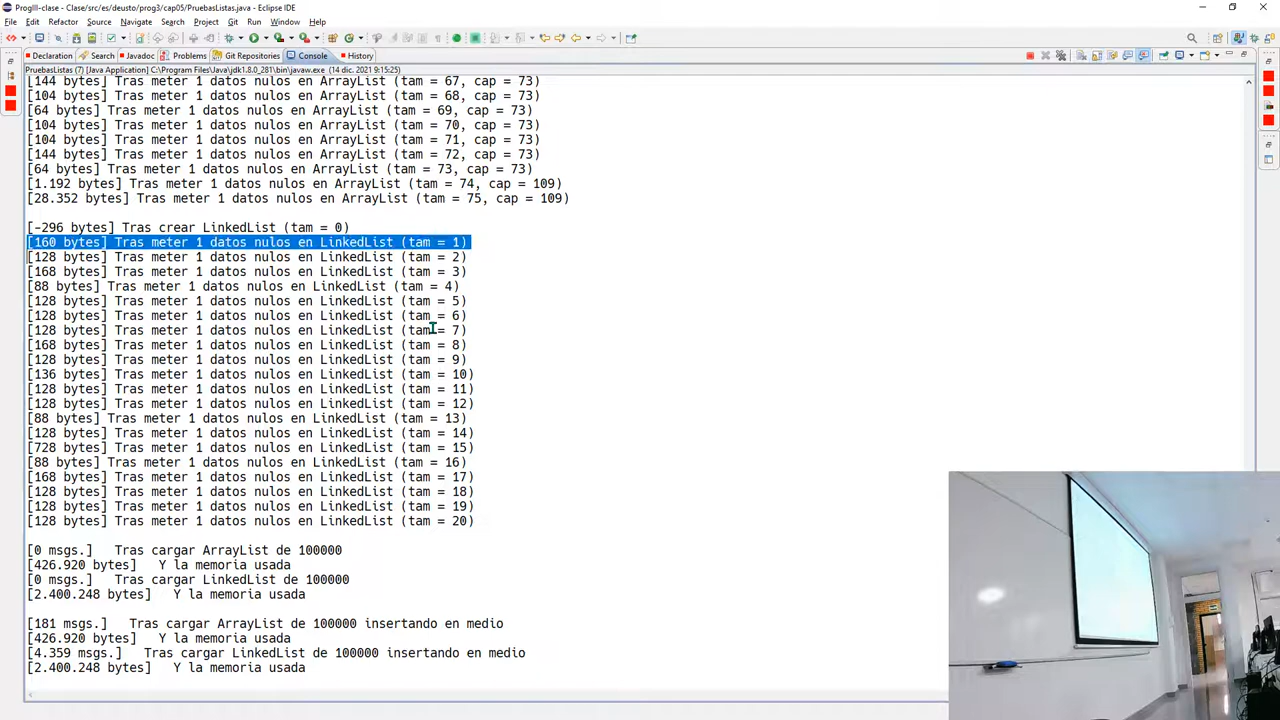 ProgIII-clase - Clase/src/es/deusto/prog3/cap05/PruebasListas.java - Eclipse IDE
File Edit Refactor Source Navigate Search Project Git Run Window Help
Declaration Search Javadoc Problems Git Repositories Console History
PruebasListas (7) [Java Application] C:\Program Files\Java\jdk1.8.0_281\bin\javaw.exe (14 dic. 2021 9:15:25)
[144 bytes] Tras meter 1 datos nulos en ArrayList (tam = 67, cap = 73)
[104 bytes] Tras meter 1 datos nulos en ArrayList (tam = 68, cap = 73)
[64 bytes] Tras meter 1 datos nulos en ArrayList (tam = 69, cap = 73)
[104 bytes] Tras meter 1 datos nulos en ArrayList (tam = 70, cap = 73)
[104 bytes] Tras meter 1 datos nulos en ArrayList (tam = 71, cap = 73)
[144 bytes] Tras meter 1 datos nulos en ArrayList (tam = 72, cap = 73)
[64 bytes] Tras meter 1 datos nulos en ArrayList (tam = 73, cap = 73)
[1.192 bytes] Tras meter 1 datos nulos en ArrayList (tam = 74, cap = 109)
[28.352 bytes] Tras meter 1 datos nulos en ArrayList (tam = 75, cap = 109)
[-296 bytes] Tras crear LinkedList (tam = 0)
[160 bytes] Tras meter 1 datos nulos en LinkedList (tam = 1)
[128 bytes] Tras meter 1 datos nulos en LinkedList (tam = 2)
[168 bytes] Tras meter 1 datos nulos en LinkedList (tam = 3)
[88 bytes] Tras meter 1 datos nulos en LinkedList (tam = 4)
[128 bytes] Tras meter 1 datos nulos en LinkedList (tam = 5)
[128 bytes] Tras meter 1 datos nulos en LinkedList (tam = 6)
[128 bytes] Tras meter 1 datos nulos en LinkedList (tam = 7)
[168 bytes] Tras meter 1 datos nulos en LinkedList (tam = 8)
[128 bytes] Tras meter 1 datos nulos en LinkedList (tam = 9)
[136 bytes] Tras meter 1 datos nulos en LinkedList (tam = 10)
[128 bytes] Tras meter 1 datos nulos en LinkedList (tam = 11)
[128 bytes] Tras meter 1 datos nulos en LinkedList (tam = 12)
[88 bytes] Tras meter 1 datos nulos en LinkedList (tam = 13)
[128 bytes] Tras meter 1 datos nulos en LinkedList (tam = 14)
[728 bytes] Tras meter 1 datos nulos en LinkedList (tam = 15)
[88 bytes] Tras meter 1 datos nulos en LinkedList (tam = 16)
[168 bytes] Tras meter 1 datos nulos en LinkedList (tam = 17)
[128 bytes] Tras meter 1 datos nulos en LinkedList (tam = 18)
[128 bytes] Tras meter 1 datos nulos en LinkedList (tam = 19)
[128 bytes] Tras meter 1 datos nulos en LinkedList (tam = 20)
[0 msgs.] Tras cargar ArrayList de 100000
[426.920 bytes] Y la memoria usada
[0 msgs.] Tras cargar LinkedList de 100000
[2.400.248 bytes] Y la memoria usada
[181 msgs.] Tras cargar ArrayList de 100000 insertando en medio
[426.920 bytes] Y la memoria usada
[4.359 msgs.] Tras cargar LinkedList de 100000 insertando en medio
[2.400.248 bytes] Y la memoria usada